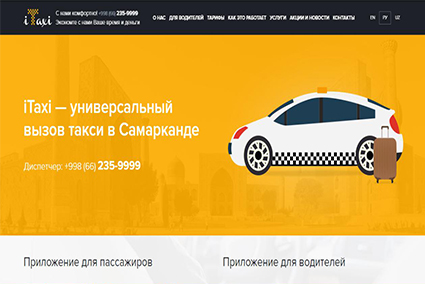 iTaxi
С нами комфортно! +998 (66) 235-9999
Экономьте с нами Ваше время и деньги
О НАС ДЛЯ ВОДИТЕЛЕЙ ТАРИФЫ КАК ЭТО РАБОТАЕТ УСЛУГИ АКЦИИ И НОВОСТИ КОНТАКТЫ
EN РУ UZ
iTaxi — универсальный
вызов такси в Самарканде
Диспетчер: +998 (66) 235-9999
Приложение для пассажиров
Приложение для водителей